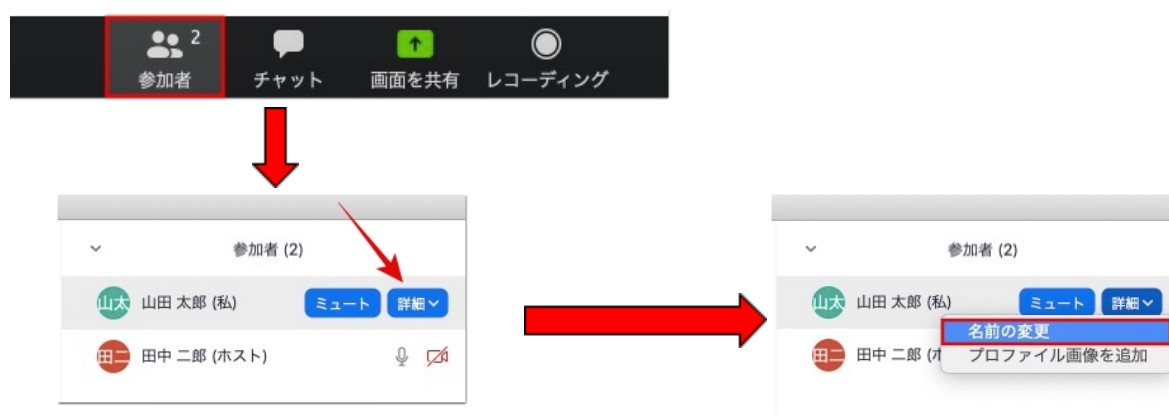 2
参加者 チャット 画面を共有 レコーディング
参加者 (2)
山太 山田 太郎 (私) ミュート 詳細
田二 田中 二郎 (ホスト)
参加者 (2)
山太 山田 太郎 (私) ミュート 詳細
名前の変更
田二 田中 二郎 (ホ プロファイル画像を追加